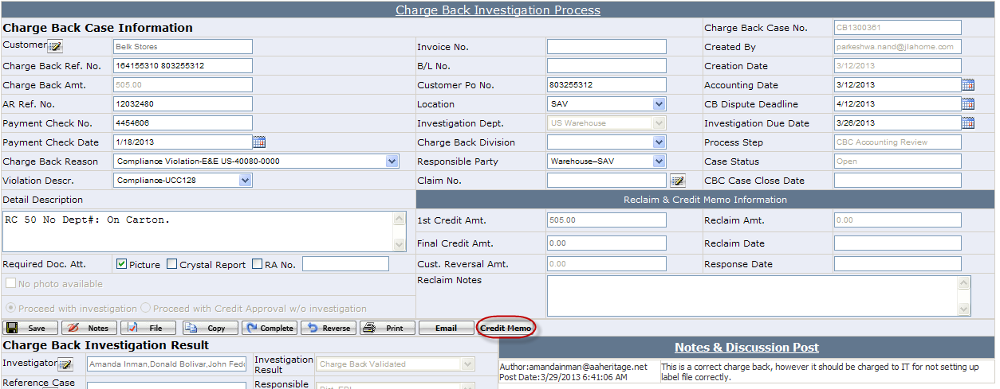 Charge Back Investigation Process
Charge Back Case Information
Charge Back Case No. CB1300361
Customer Belk Stores Invoice No. Created By parkeshwa.nand@jlahome.com
Charge Back Ref. No. 164155310 803255312 B/L No. Creation Date 3/12/2013
Charge Back Amt. 505.00 Customer Po No. 803255312 Accounting Date 3/12/2013
AR Ref. No. 12032480 Location SAV CB Dispute Deadline 4/12/2013
Payment Check No. 4454606 Investigation Dept. US Warehouse Investigation Due Date 3/26/2013
Payment Check Date 1/18/2013 Charge Back Division Process Step CBC Accounting Review
Charge Back Reason Compliance Violation-E&E US-40080-0000 Responsible Party Warehouse--SAV Case Status Open
Violation Descr. Compliance-UCC128 Claim No. CBC Case Close Date
Detail Description Reclaim & Credit Memo Information
RC 50 No Dept#: On Carton.
1st Credit Amt. 505.00 Reclaim Amt. 0.00
Final Credit Amt. 0.00 Reclaim Date
Required Doc. Att. Picture Crystal Report RA No. Cust. Reversal Amt. 0.00 Response Date
No photo available Reclaim Notes
Proceed with investigation Proceed with Credit Approval w/o investigation
Save Notes File Copy Complete Reverse Print Email Credit Memo
Charge Back Investigation Result Notes & Discussion Post
Investigator Amanda Inman,Donald Bolivar,John Fed Investigation Result Charge Back Validated
Author:amandainman@aaheritage.net
Post Date:3/29/2013 6:41:06 AM
This is a correct charge back, however it should be charged to IT for not setting up
label file correctly.
Reference Case Responsible